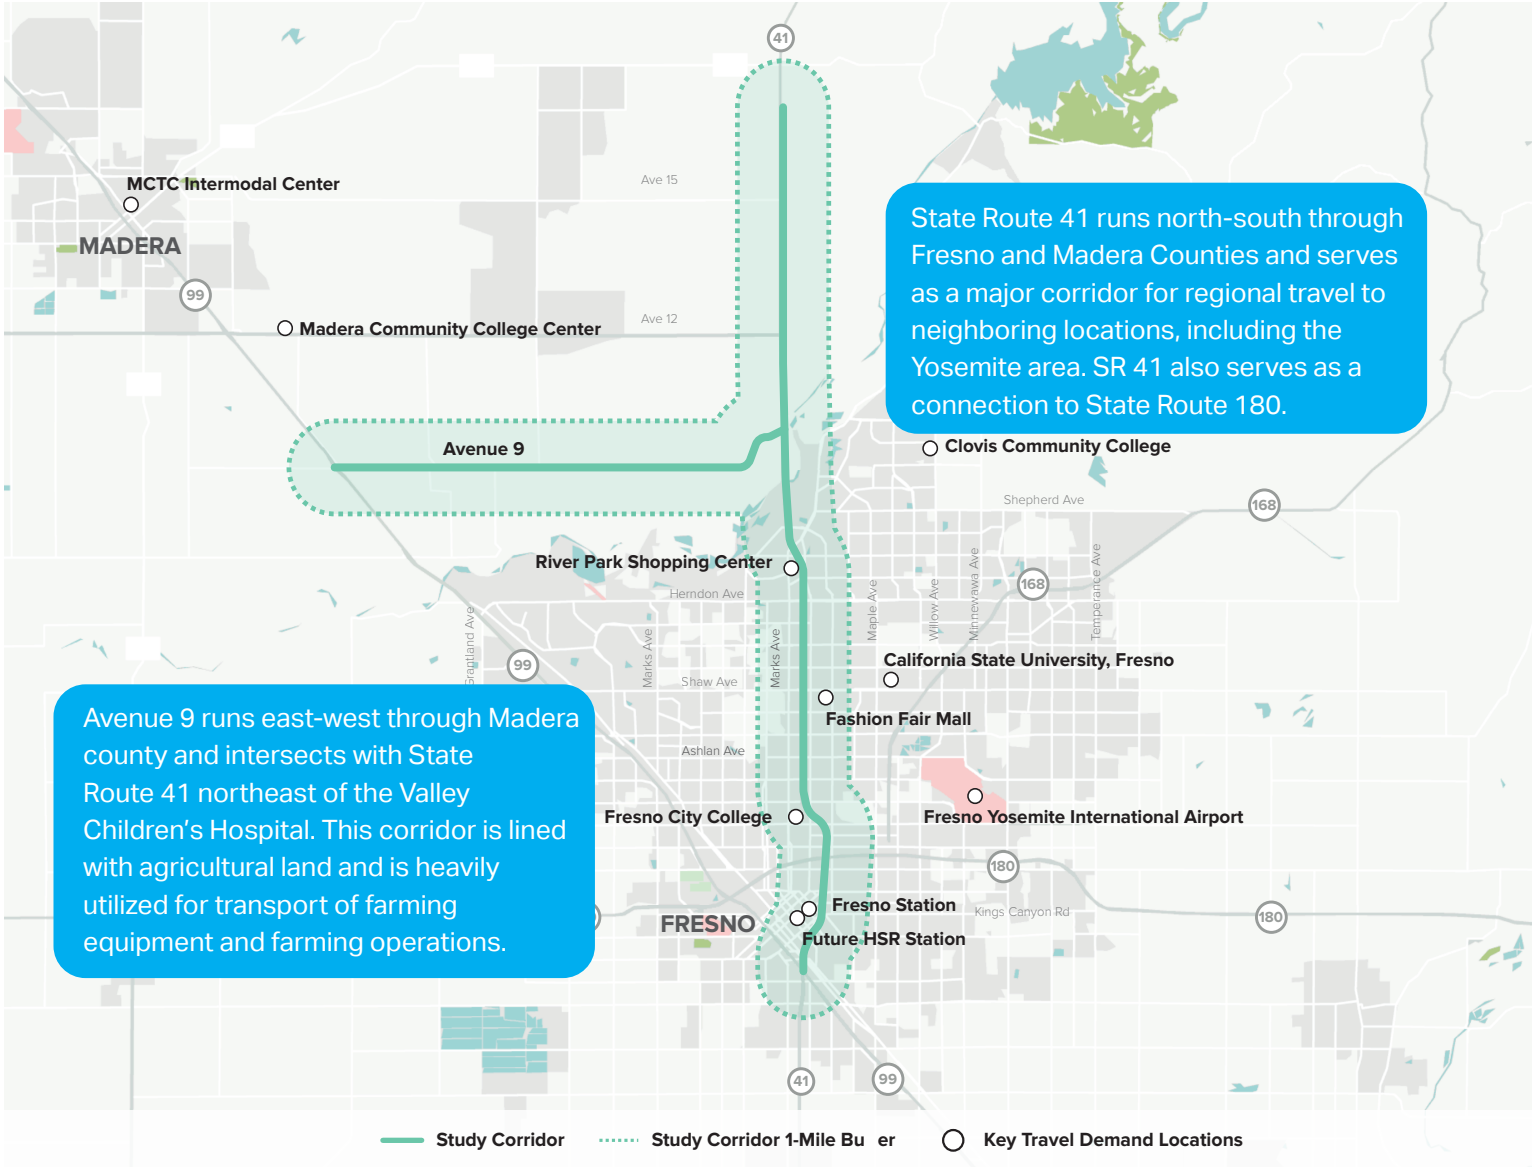 41
Ave 15
MCTC Intermodal Center
MADERA
99
State Route 41 runs north-south through
Fresno and Madera Counties and serves
as a major corridor for regional travel to
neighboring locations, including the
Yosemite area. SR 41 also serves as a
connection to State Route 180.
Ave 12
Madera Community College Center
Avenue 9
Clovis Community College
Shepherd Ave
168
River Park Shopping Center
Herndon Ave
168
Grantland Ave
Marks Ave
Marks Ave
Maple Ave
Willow Ave
Minnewawa Ave
Temperance Ave
99
Shaw Ave
California State University, Fresno
Fashion Fair Mall
Ashlan Ave
Avenue 9 runs east-west through Madera
county and intersects with State
Route 41 northeast of the Valley
Children's Hospital. This corridor is lined
with agricultural land and is heavily
utilized for transport of farming
equipment and farming operations.
Fresno City College
Fresno Yosemite International Airport
180
Fresno Station
Kings Canyon Rd
180
FRESNO
Future HSR Station
41
99
Study Corridor
Study Corridor 1-Mile Bu er
Key Travel Demand Locations